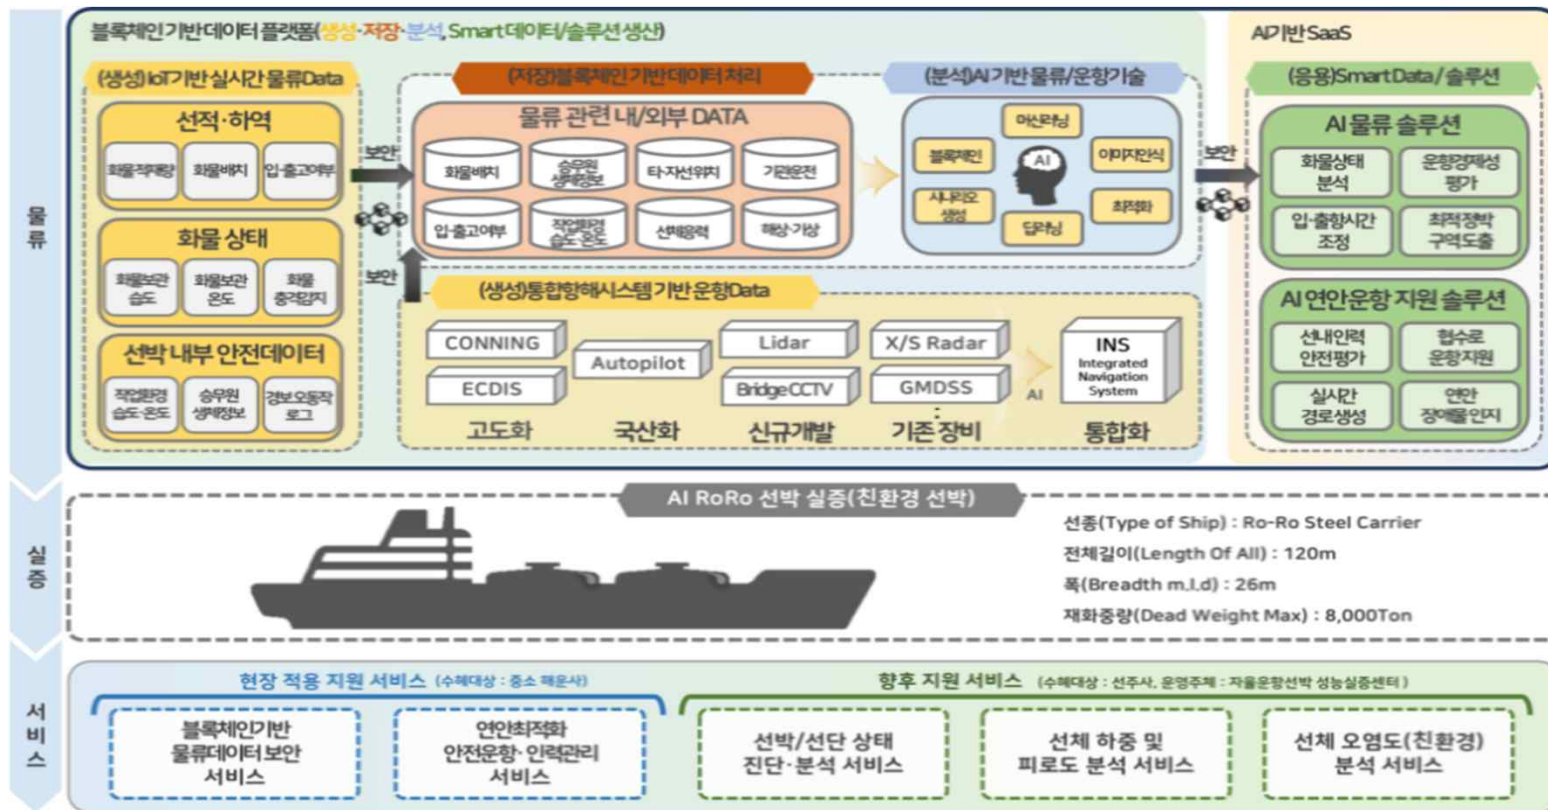 블록체인 기반 데이터 플랫폼(생성·저장·분석, Smart 데이터/솔루션 생산)
AI기반 SaaS
(생성)IoT기반 실시간 물류Data
(저장)블록체인 기반 데이터 처리
(분석)AI 기반 물류/운항기술
(응용)Smart Data / 솔루션
물류
선적·하역
화물적재량
화물배치
입·출고여부
화물 상태
화물보관
습도
화물보관
온도
화물
충격감지
선박 내부 안전데이터
작업환경
습도·온도
승무원
생체정보
경보 오동작
로그
보안
보안
물류 관련 내/외부 DATA
화물배치
승무원
생체정보
타·자선위치
기관운전
입·출고여부
작업환경
습도·온도
선체응력
해상·기상
머신러닝
블록체인
AI
이미지인식
시나리오
생성
최적화
딥러닝
보안
(생성)통합항해시스템 기반 운항Data
CONNING
ECDIS
고도화
Autopilot
국산화
Lidar
Bridge CCTV
신규개발
X/S Radar
GMDSS
기존 장비
AI
INS
Integrated
Navigation
System
통합화
AI 물류 솔루션
화물상태
분석
운항경제성
평가
입·출항시간
조정
최적 정박
구역도출
AI 연안운항 지원 솔루션
선내인력
안전평가
협수로
운항지원
실시간
경로생성
연안
장애물인지
실증
AI RoRo 선박 실증(친환경 선박)
선종(Type of Ship) : Ro-Ro Steel Carrier
전체길이(Length Of All) : 120m
폭(Breadth m.l.d) : 26m
재화중량(Dead Weight Max) : 8,000Ton
서비스
현장 적용 지원 서비스 (수혜대상 : 중소 해운사)
블록체인기반
물류데이터 보안
서비스
연안최적화
안전운항·인력관리
서비스
향후 지원 서비스 (수혜대상 : 선주사, 운영주체 : 자율운항선박 성능실증센터)
선박/선단 상태
진단·분석 서비스
선체 하중 및
피로도 분석 서비스
선체 오염도(친환경)
분석 서비스